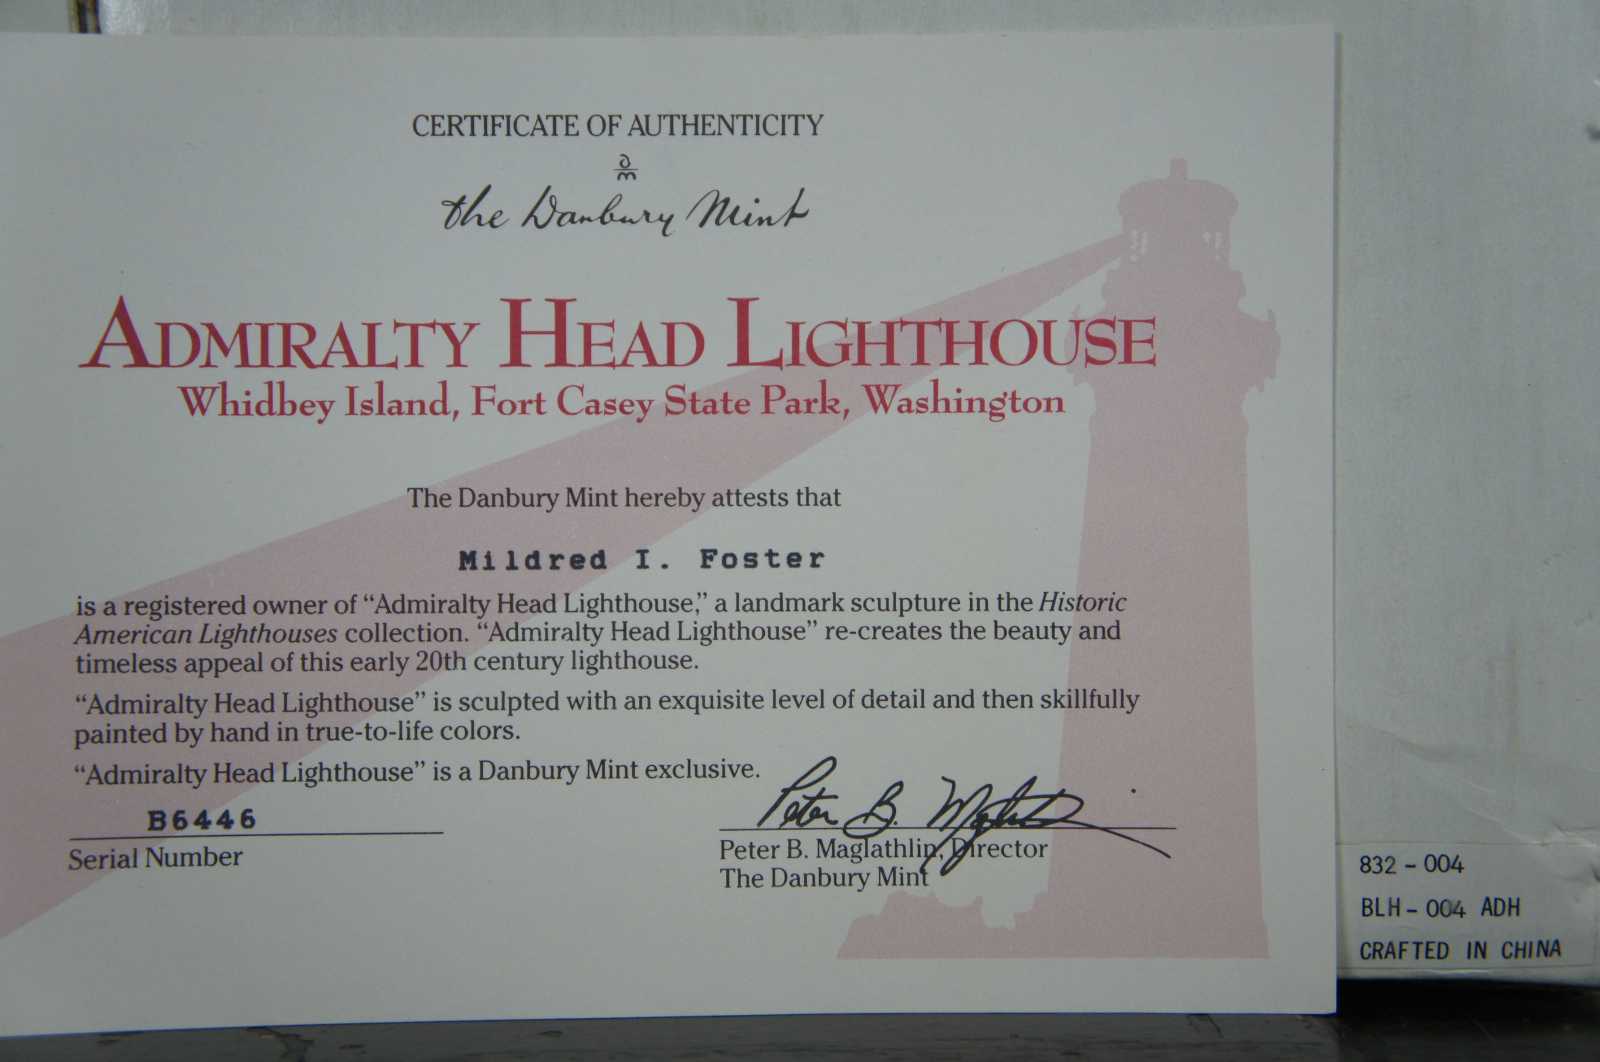 CERTIFICATE OF AUTHENTICITY
dm
the Danbury Mint
ADMIRALTY HEAD LIGHTHOUSE
Whidbey Island, Fort Casey State Park, Washington
The Danbury Mint hereby attests that
Mildred I. Foster
is a registered owner of “Admiralty Head Lighthouse,” a landmark sculpture in the Historic
American Lighthouses collection. “Admiralty Head Lighthouse” re-creates the beauty and
timeless appeal of this early 20th century lighthouse.
“Admiralty Head Lighthouse” is sculpted with an exquisite level of detail and then skillfully
painted by hand in true-to-life colors.
“Admiralty Head Lighthouse” is a Danbury Mint exclusive.
B6446
Serial Number
Peter B. Maglathlin
Peter B. Maglathlin, Director
The Danbury Mint
832-004
BLH-004 ADH
CRAFTED IN CHINA